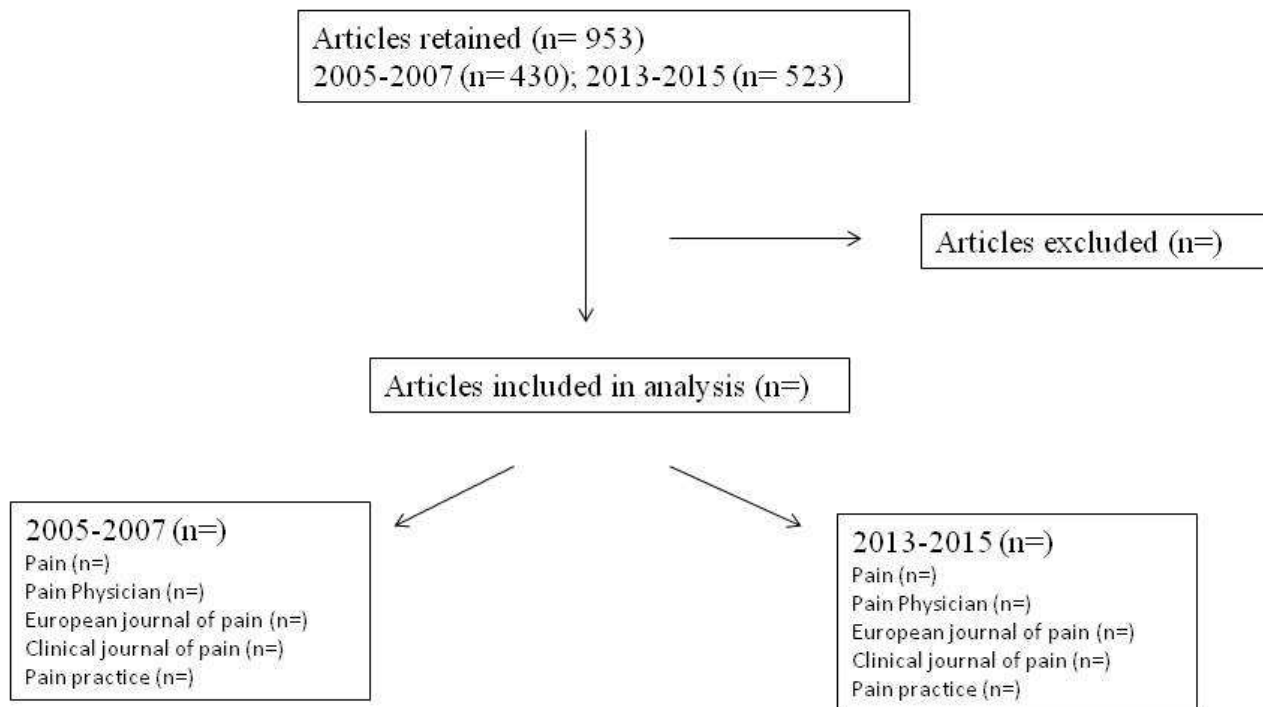 Articles retained (n= 953)
2005-2007 (n= 430); 2013-2015 (n= 523)
Articles excluded (n=)
Articles included in analysis (n=)
2005-2007 (n=)
Pain (n=)
Pain Physician (n=)
European journal of pain (n=)
Clinical journal of pain (n=)
Pain practice (n=)
2013-2015 (n=)
Pain (n=)
Pain Physician (n=)
European journal of pain (n=)
Clinical journal of pain (n=)
Pain practice (n=)